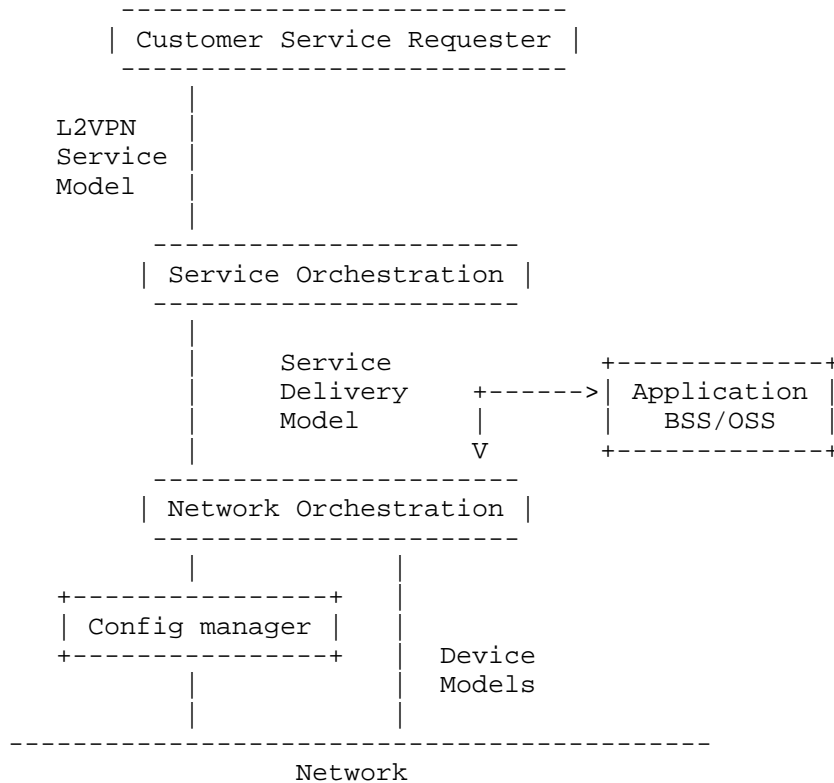 Customer Service Requester
L2VPN
Service
Model
Service Orchestration
Service
Delivery
Model
Application
BSS/OSS
V
Network Orchestration
Config manager
Device
Models
Network